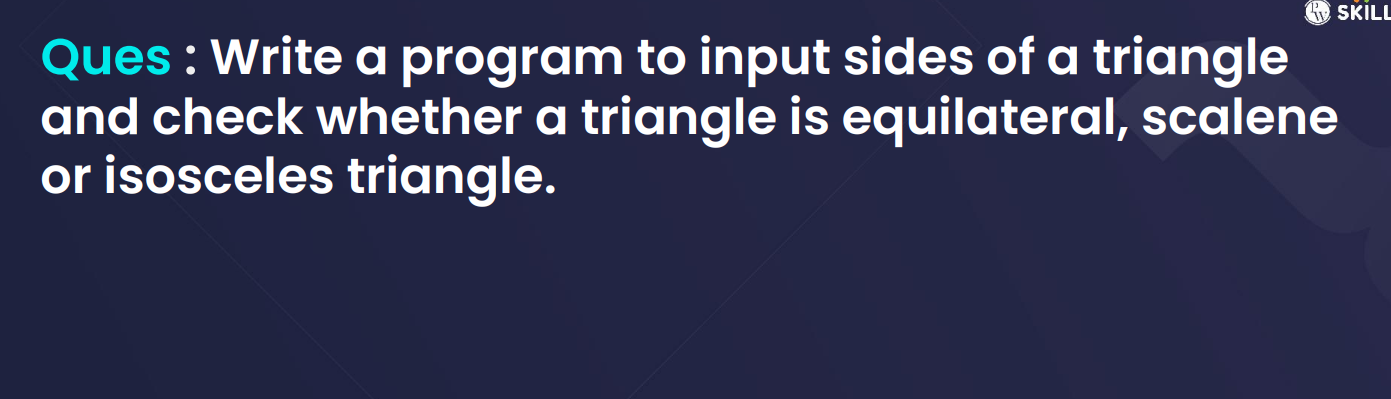 PW SKILL
Ques : Write a program to input sides of a triangle
and check whether a triangle is equilateral, scalene
or isosceles triangle.